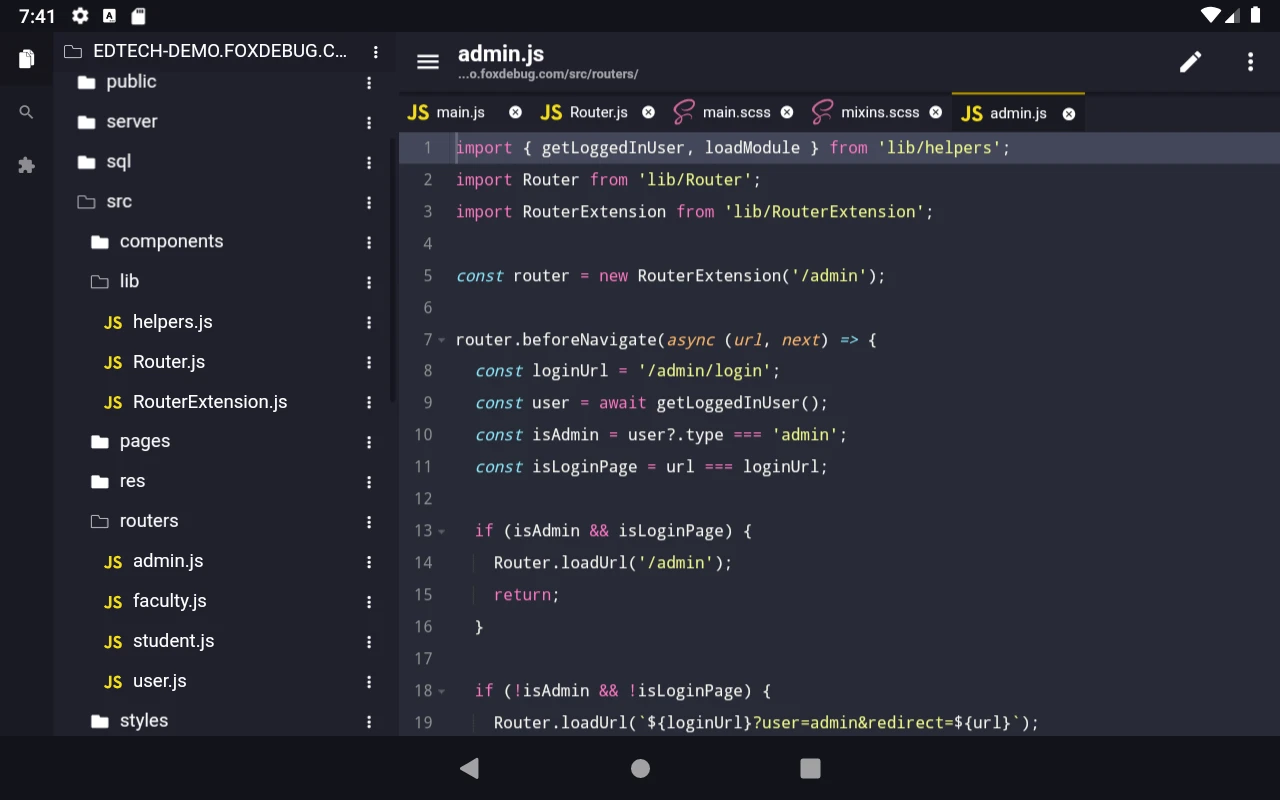 7:41
A
EDTECH-DEMO.FOXDEBUG.C...
public
server
sql
src
components
lib
JS helpers.js
JS Router.js
JS RouterExtension.js
pages
res
routers
JS admin.js
JS faculty.js
JS student.js
JS user.js
styles
admin.js
...o.foxdebug.com/src/routers/
JS main.js JS Router.js main.scss mixins.scss JS admin.js
1 import { getLoggedInUser, loadModule } from 'lib/helpers';
2 import Router from 'lib/Router';
3 import RouterExtension from 'lib/RouterExtension';
4
5 const router = new RouterExtension('/admin');
6
7 router.beforeNavigate(async (url, next) => {
8 const loginUrl = '/admin/login';
9 const user = await getLoggedInUser();
10 const isAdmin = user?.type === 'admin';
11 const isLoginPage = url === loginUrl;
12
13 if (isAdmin && isLoginPage) {
14 Router.loadUrl('/admin');
15 return;
16 }
17
18 if (!isAdmin && !isLoginPage) {
19 Router.loadUrl(`${loginUrl}?user=admin&redirect=${url}`);